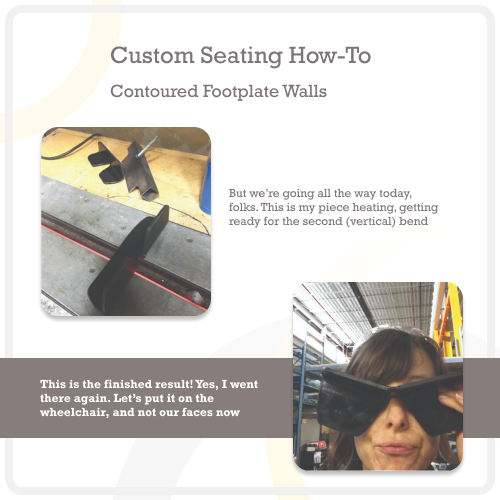 Custom Seating How-To
Contoured Footplate Walls
But we're going all the way today,
folks. This is my piece heating, getting
ready for the second (vertical) bend
This is the finished result! Yes, I went
there again. Let's put it on the
wheelchair, and not our faces now